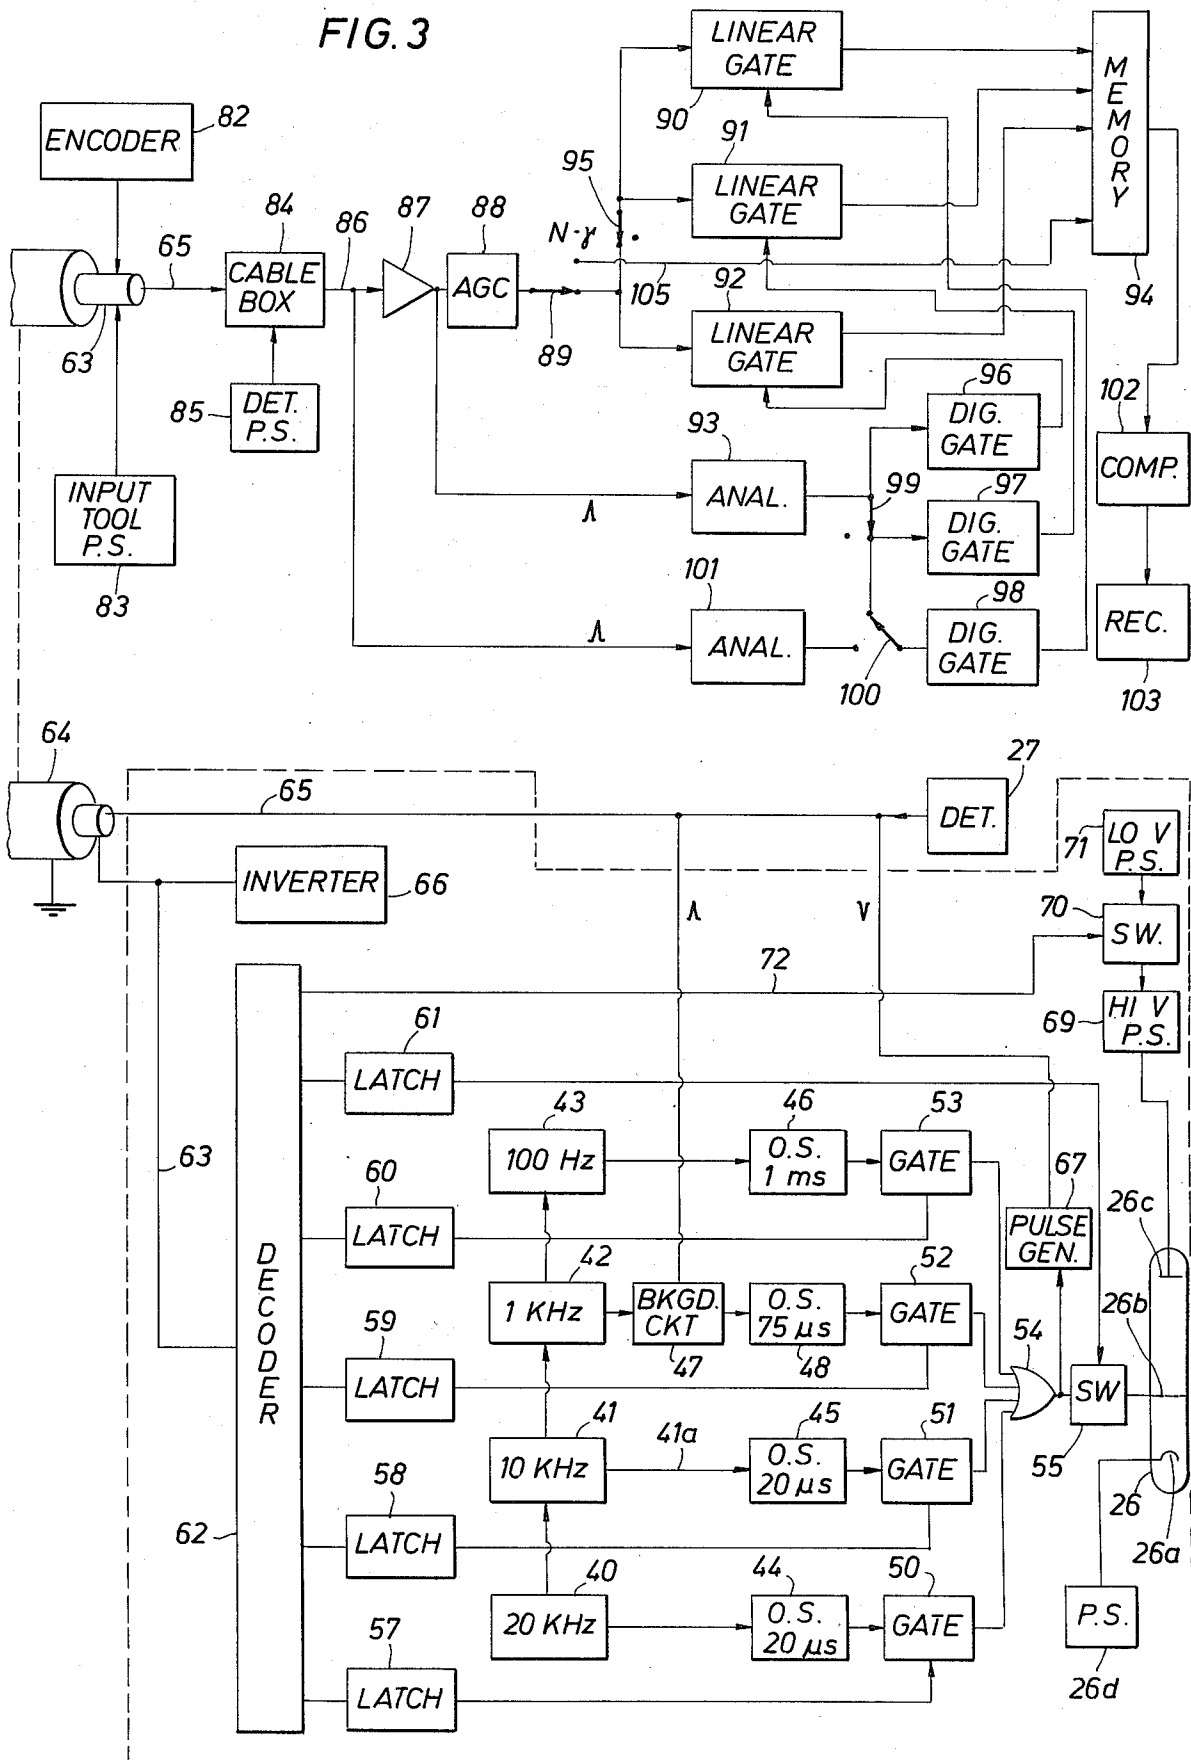 FIG. 3
ENCODER
82
65
63
INPUT
TOOL
P.S.
83
84
CABLE
BOX
85
DET.
P.S.
86
87
88
AGC
89
N-γ
95
105
LINEAR
GATE
90
91
LINEAR
GATE
92
LINEAR
GATE
MEMORY
94
93
ANAL.
101
ANAL.
96
DIG.
GATE
99
97
DIG.
GATE
98
DIG.
GATE
100
102
COMP.
REC.
103
64
65
INVERTER
66
27
DET.
71
LO V
P.S.
70
SW.
69
HI V
P.S.
72
63
DECODER
62
61
LATCH
60
LATCH
59
LATCH
58
LATCH
57
LATCH
43
100 Hz
46
O.S.
1 ms
53
GATE
42
1 KHz
BKGD.
CKT
47
O.S.
75 μs
48
52
GATE
41
10 KHz
41a
45
O.S.
20 μs
51
GATE
40
20 KHz
44
O.S.
20 μs
50
GATE
54
67
PULSE
GEN.
SW
55
26c
26b
26
26a
P.S.
26d